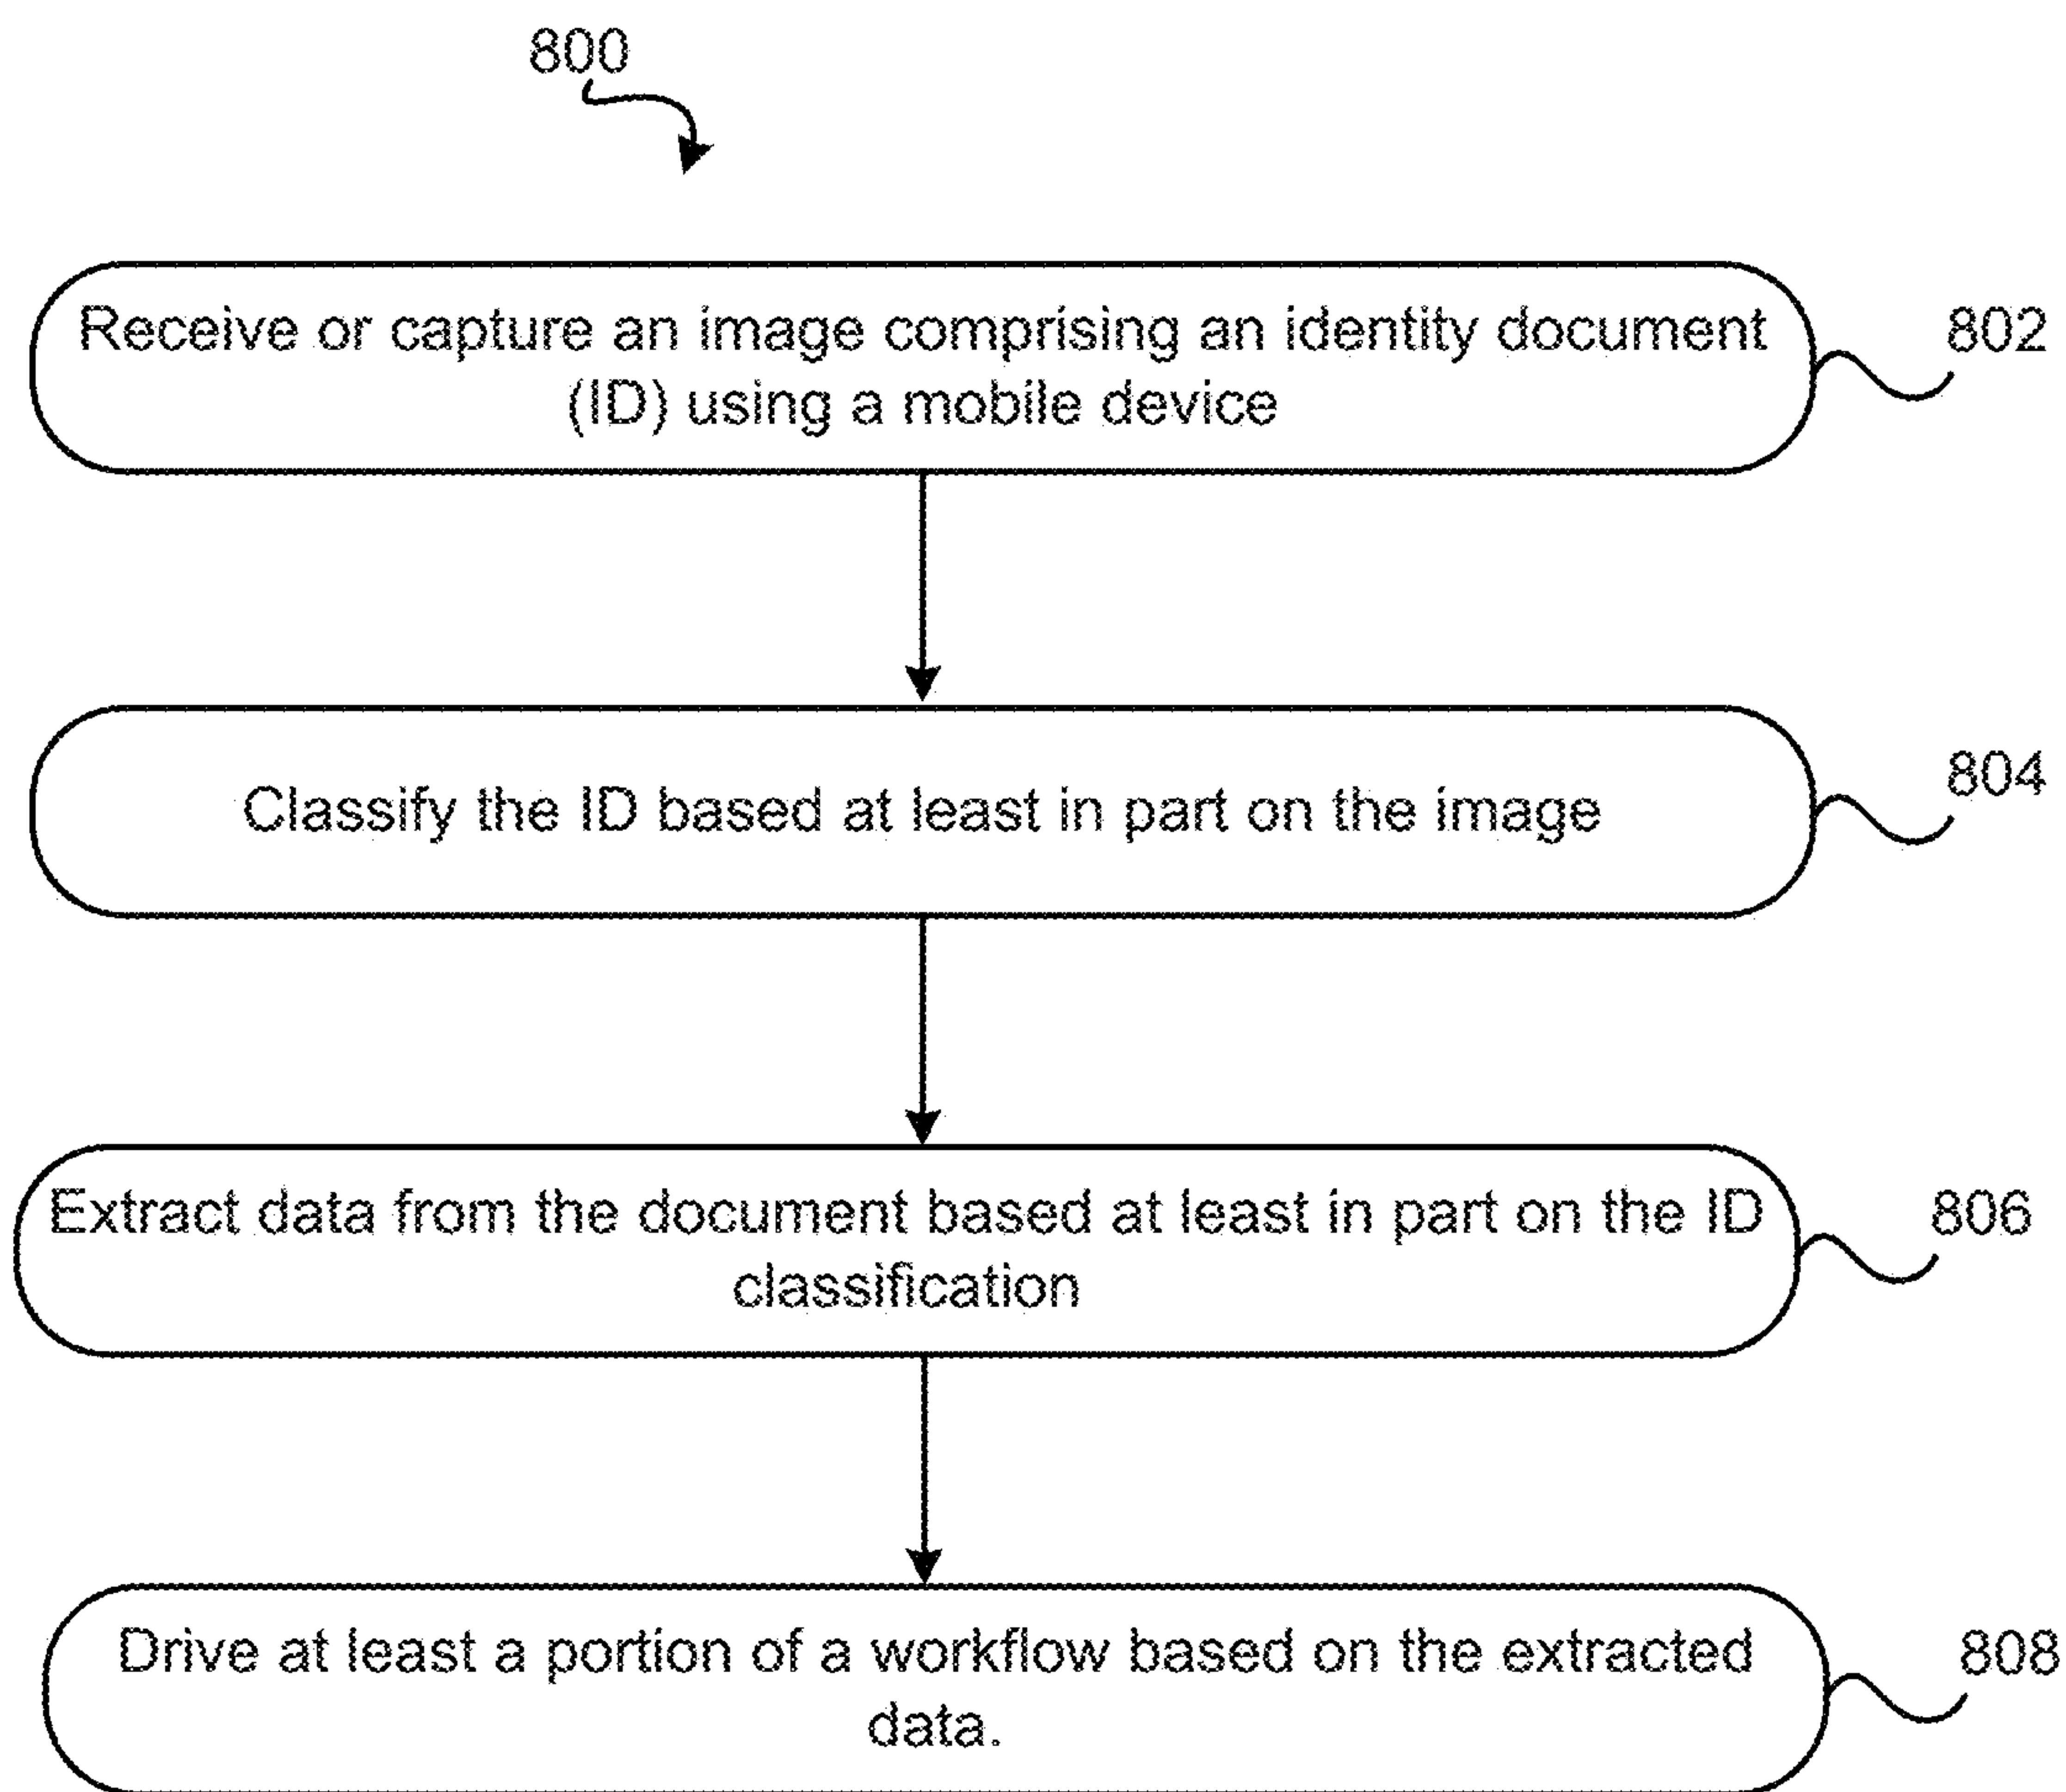 800
Receive or capture an image comprising an identity document
(ID) using a mobile device
802
Classify the ID based at least in part on the image
804
Extract data from the document based at least in part on the ID
classification
806
Drive at least a portion of a workflow based on the extracted
data.
808